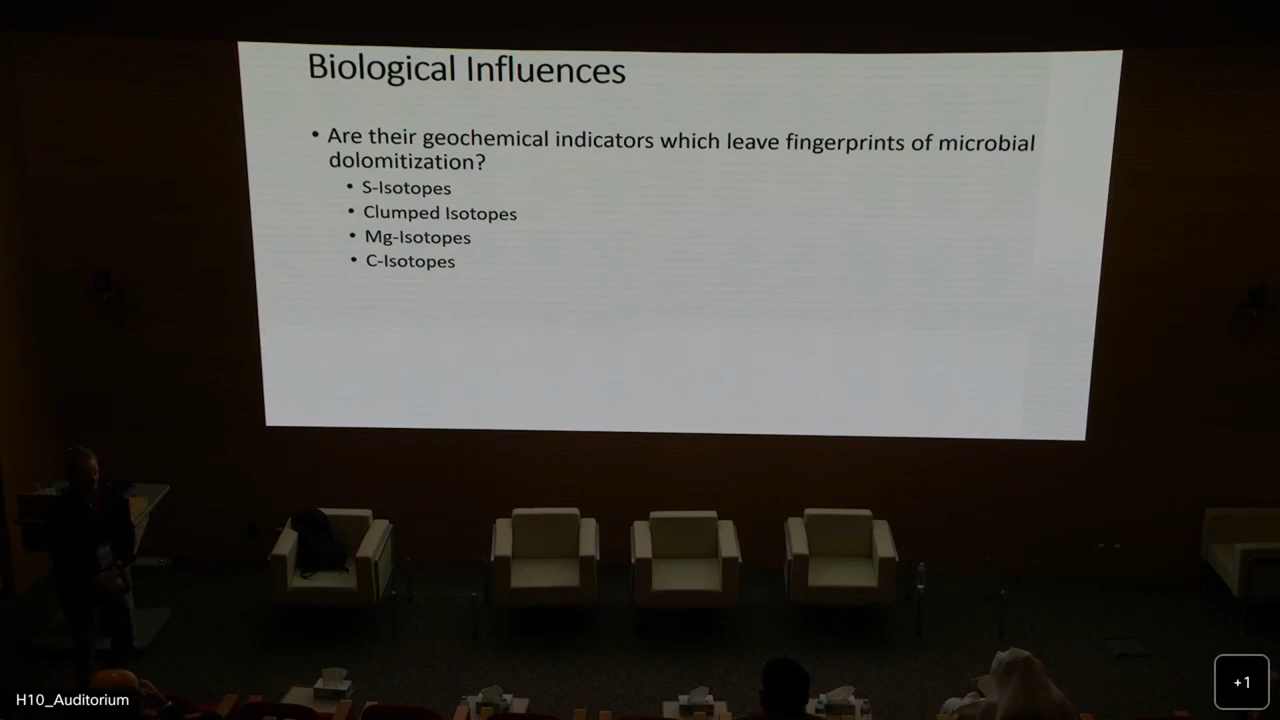 Biological Influences
• Are their geochemical indicators which leave fingerprints of microbial
dolomitization?
• S-Isotopes
• Clumped Isotopes
• Mg-Isotopes
• C-Isotopes
H10_Auditorium
+1